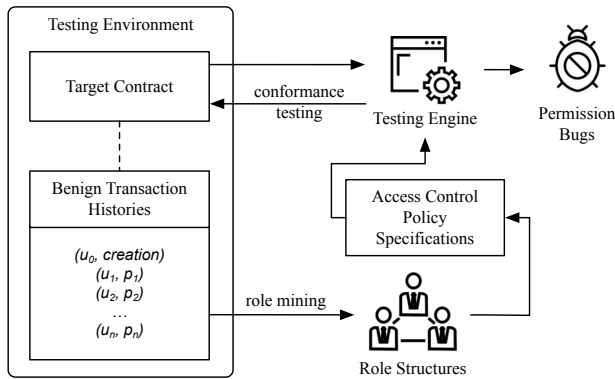 Testing Environment
Target Contract
conformance
testing
Testing Engine
Permission
Bugs
Benign Transaction
Histories
(u₀, creation)
(u₁, p₁)
(u₂, p₂)
...
(uₙ, pₙ)
Access Control
Policy
Specifications
role mining
Role Structures